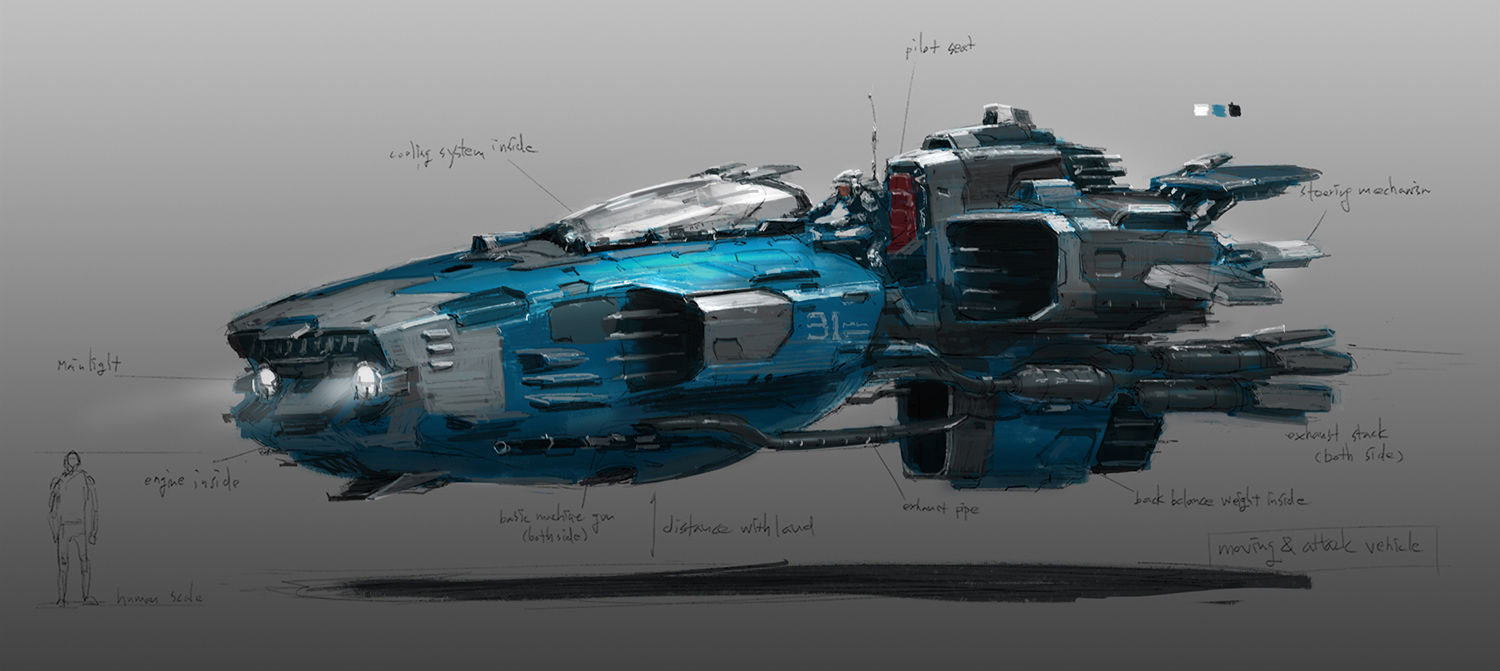 pilot seat
cooling system inside
steering mechanism
31
Main light
exhaust stack
(both side)
engine inside
back balance weight inside
exhaust pipe
basic machine gun
(both side)
distance with land
moving & attack vehicle
human scale